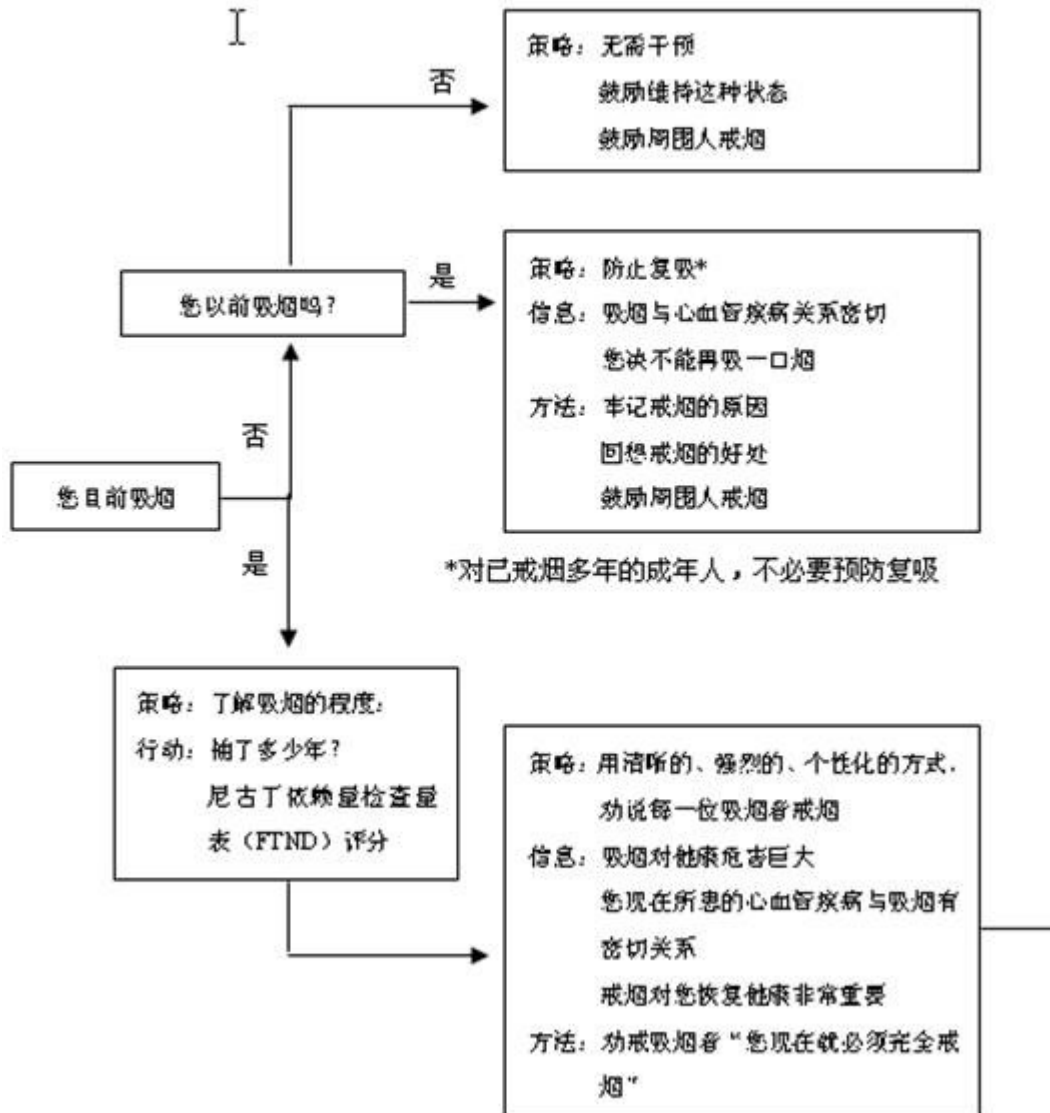 否
策略：无需干预
鼓励维持这种状态
鼓励周围人戒烟
您以前吸烟吗？
是
策略：防止复吸*
信息：吸烟与心血管疾病关系密切
您决不能再吸一口烟
方法：牢记戒烟的原因
回想戒烟的好处
鼓励周围人戒烟
否
您目前吸烟
是
*对已戒烟多年的成年人，不必要预防复吸
策略：了解吸烟的程度：
行动：抽了多少年？
尼古丁依赖量检查量
表（FTND）评分
策略：用清晰的、强烈的、个性化的方式．
劝说每一位吸烟者戒烟
信息：吸烟对健康危害巨大
您现在所患的心血管疾病与吸烟有
密切关系
戒烟对您恢复健康非常重要
方法：劝戒吸烟者“您现在就必须完全戒
烟”